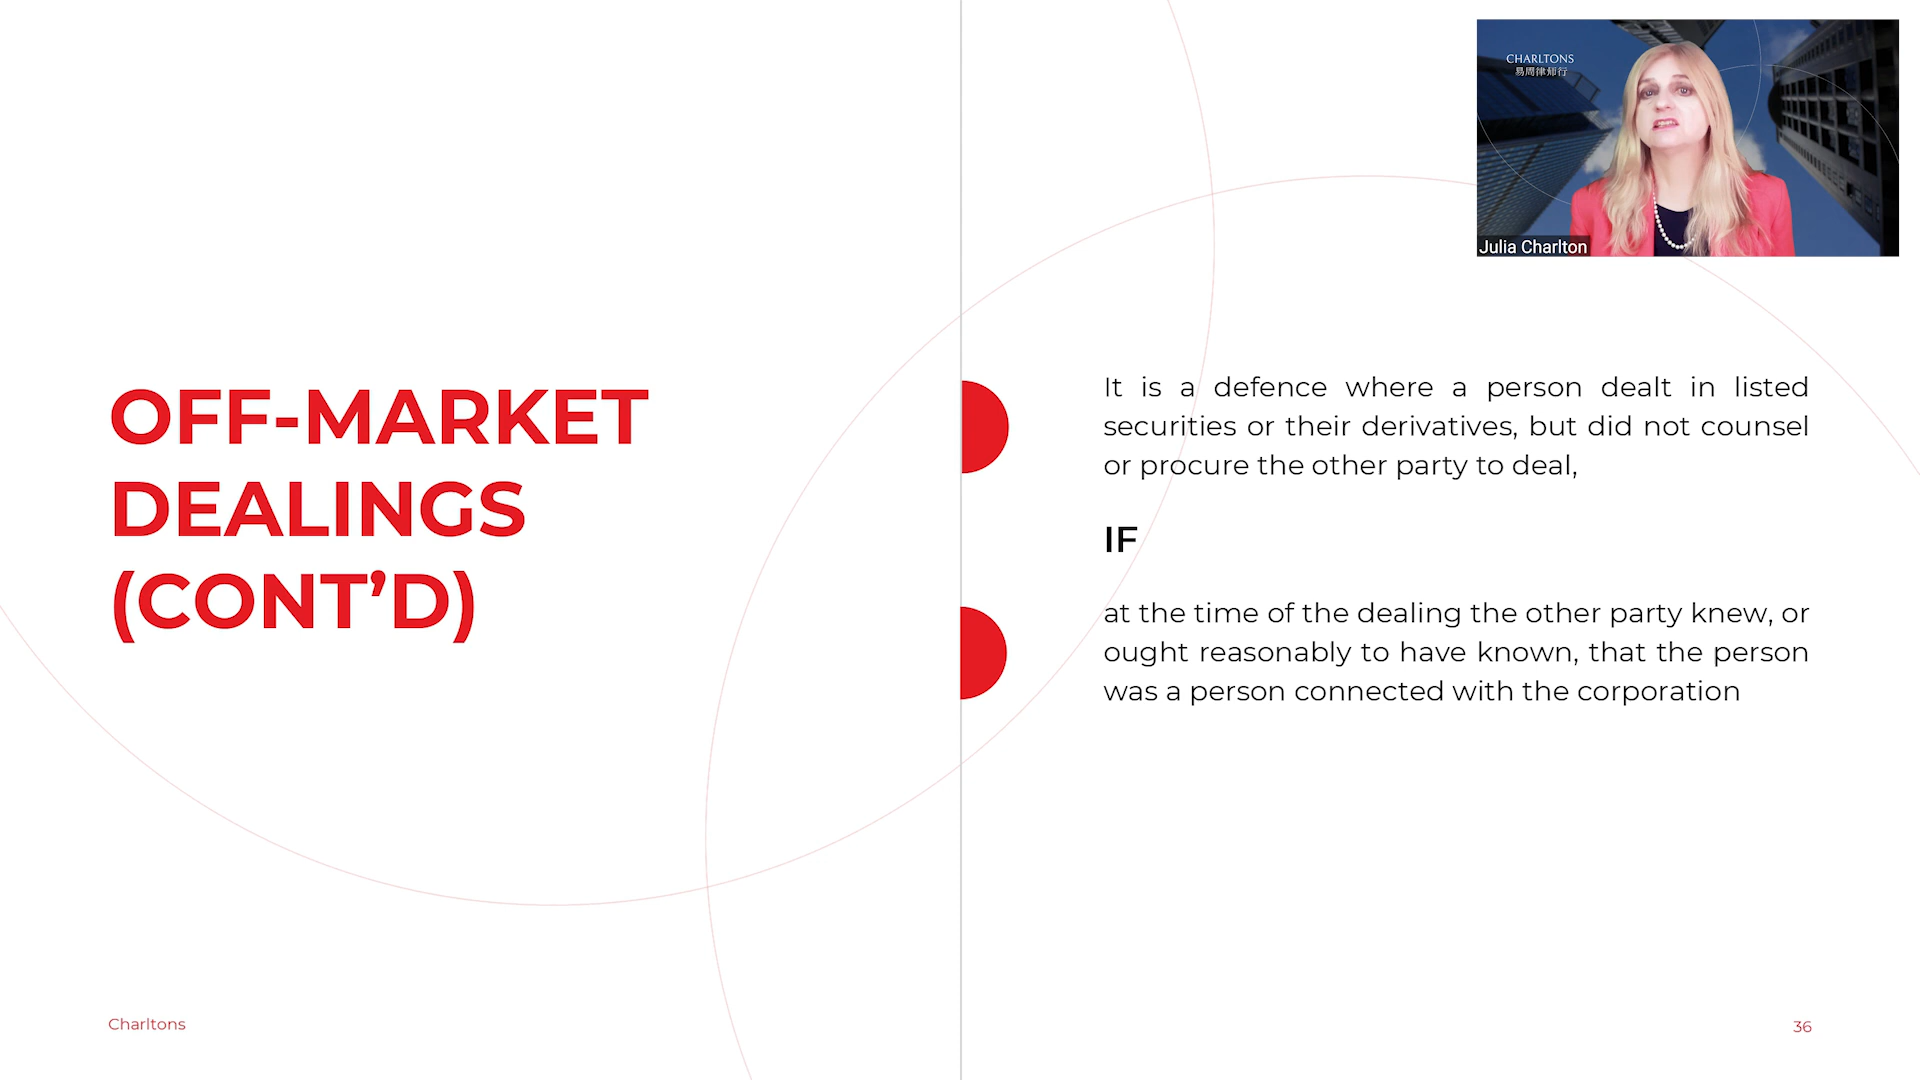 CHARLTONS
易周律师行
Julia Charlton
OFF-MARKET
DEALINGS
(CONT’D)
It is a defence where a person dealt in listed
securities or their derivatives, but did not counsel
or procure the other party to deal,
IF
at the time of the dealing the other party knew, or
ought reasonably to have known, that the person
was a person connected with the corporation
Charltons
36